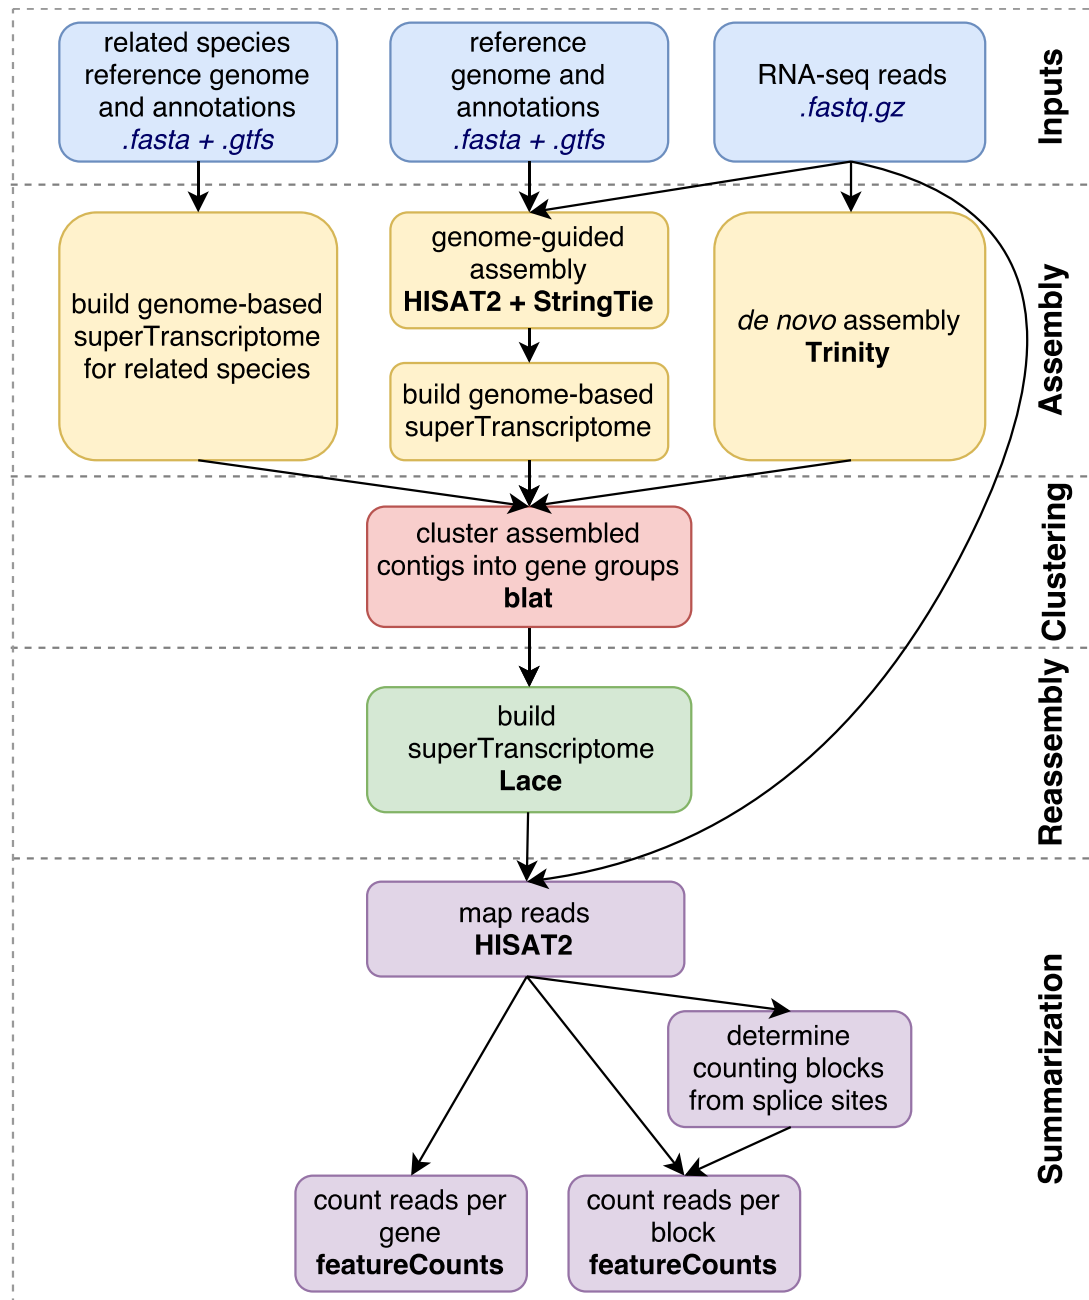 related species
reference genome
and annotations
.fasta + .gtfs
reference
genome and
annotations
.fasta + .gtfs
RNA-seq reads
.fastq.gz
Inputs
build genome-based
superTranscriptome
for related species
genome-guided
assembly
HISAT2 + StringTie
build genome-based
superTranscriptome
de novo assembly
Trinity
Assembly
cluster assembled
contigs into gene groups
blat
Clustering
build
superTranscriptome
Lace
Reassembly
map reads
HISAT2
determine
counting blocks
from splice sites
count reads per
gene
featureCounts
count reads per
block
featureCounts
Summarization